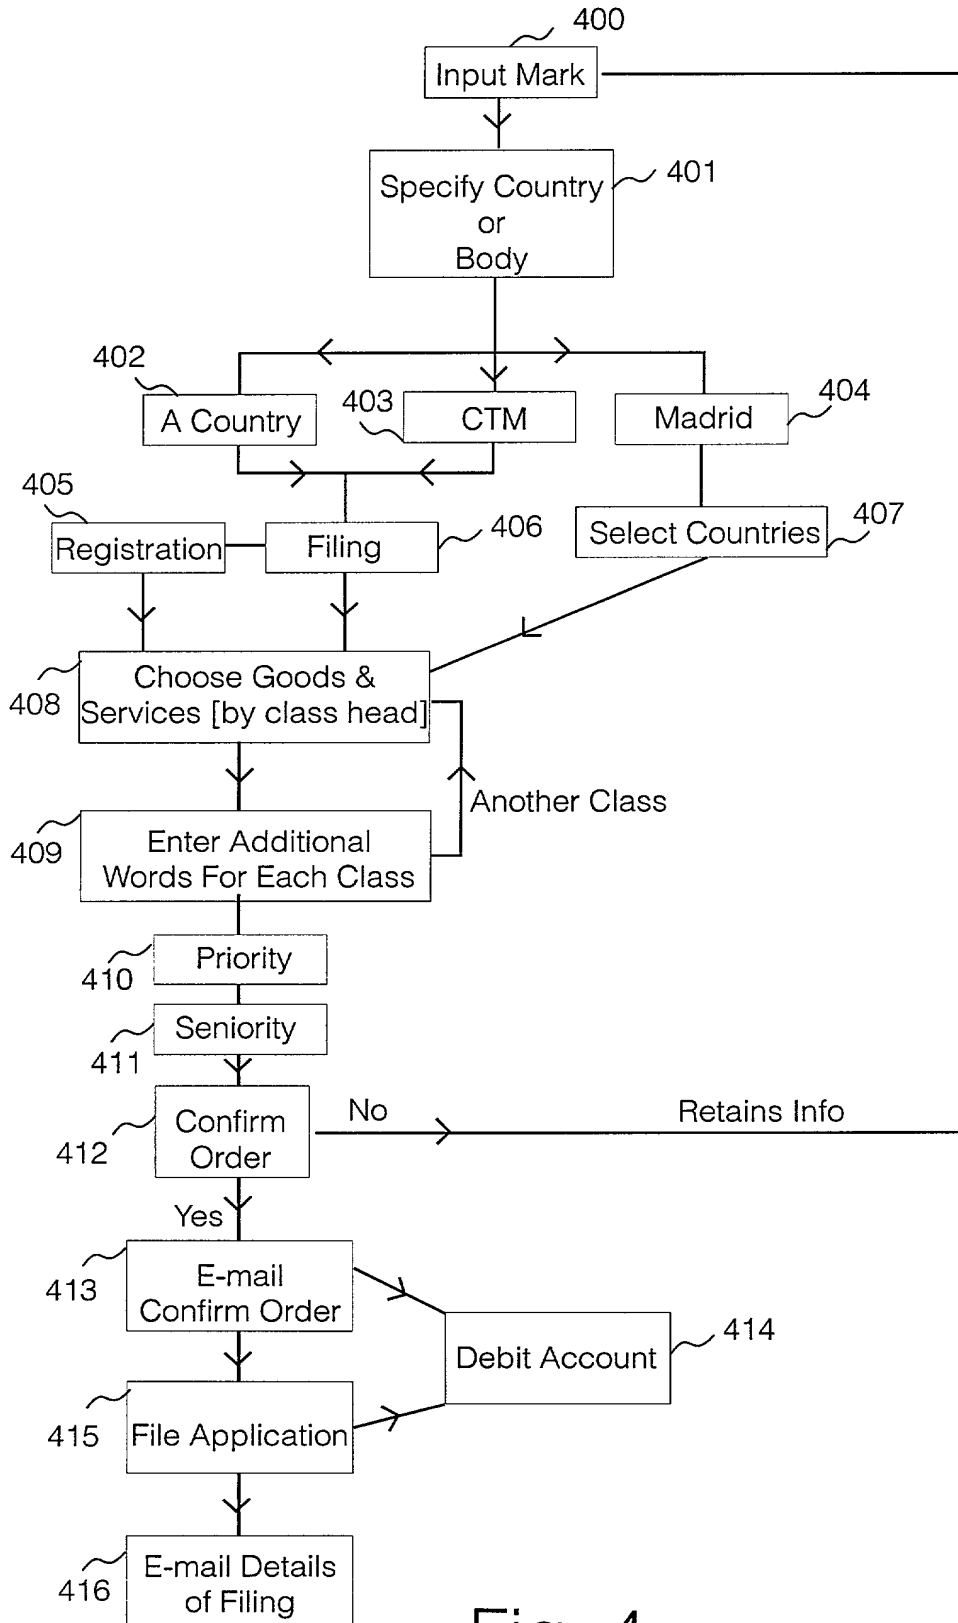 400
Input Mark
401
Specify Country
or
Body
402
A Country
403
CTM
404
Madrid
405
Registration
406
Filing
407
Select Countries
408
Choose Goods &
Services [by class head]
Another Class
409
Enter Additional
Words For Each Class
410
Priority
411
Seniority
412
Confirm
Order
No
Retains Info
Yes
413
E-mail
Confirm Order
414
Debit Account
415
File Application
416
E-mail Details
of Filing